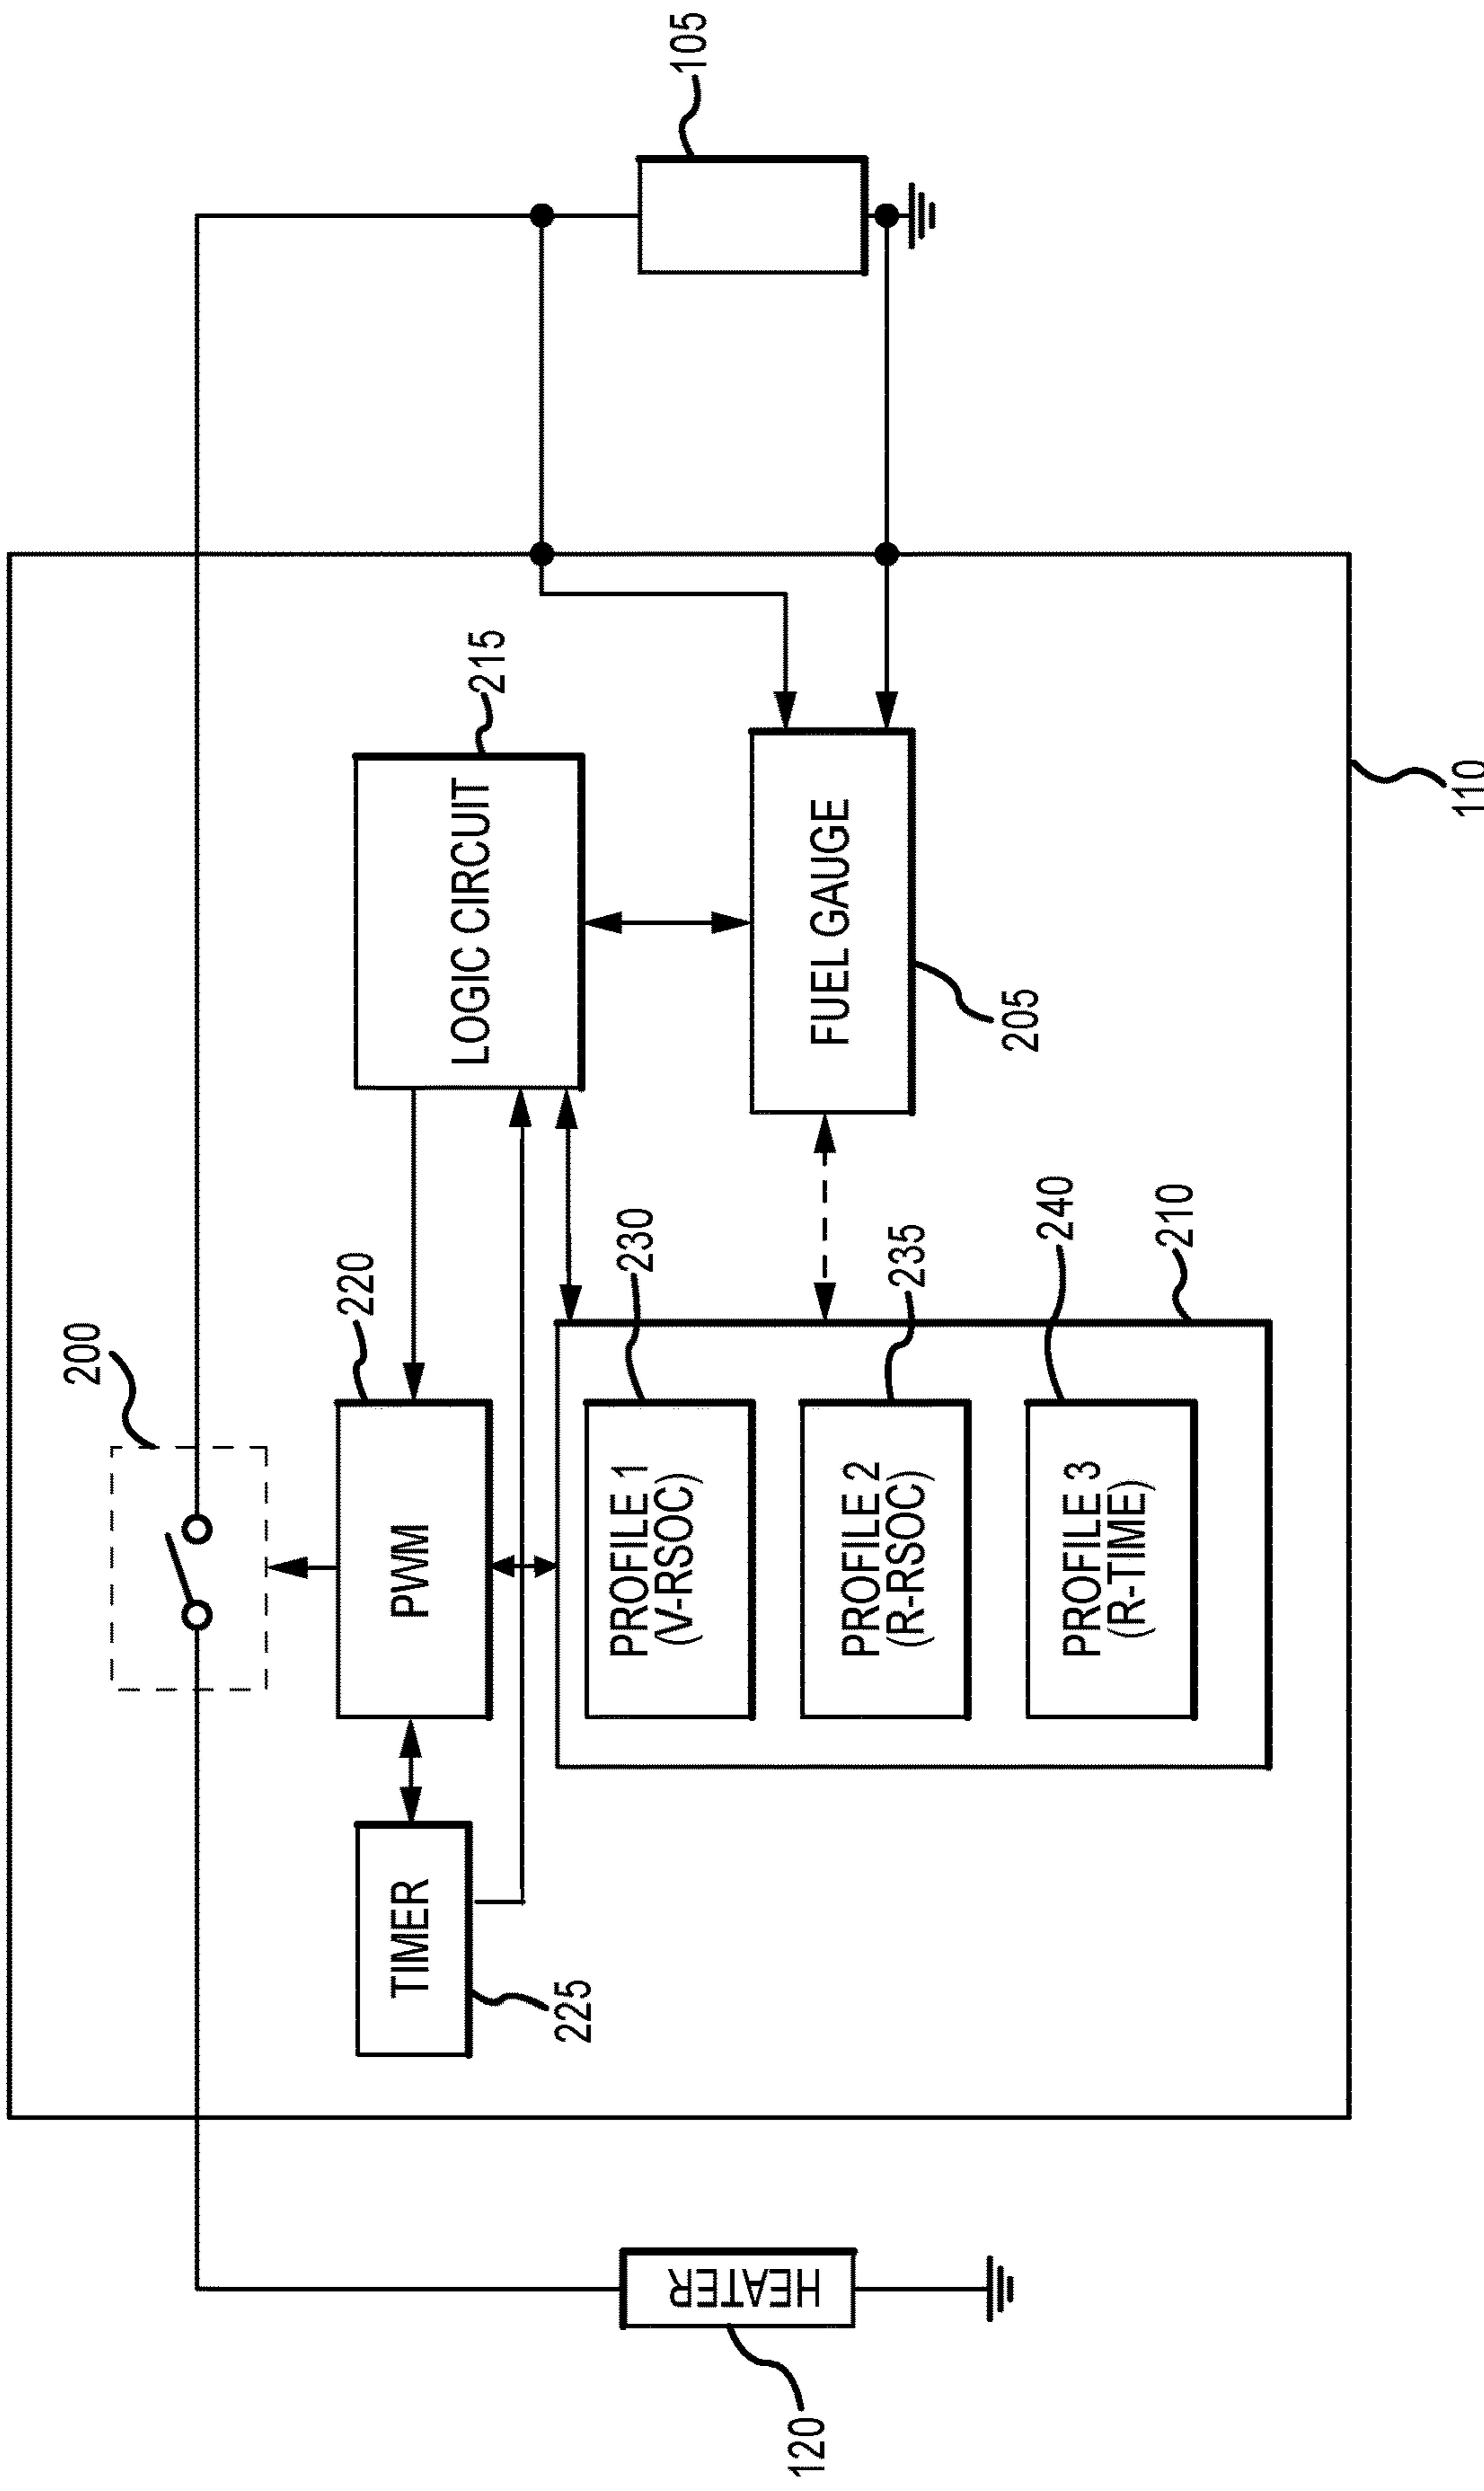 200
220
215
105
LOGIC CIRCUIT
PWM
TIMER
225
230
235
240
210
PROFILE 1
(V-RSOC)
PROFILE 2
(R-RSOC)
PROFILE 3
(R-TIME)
FUEL GAUGE
205
HEATER
120
110